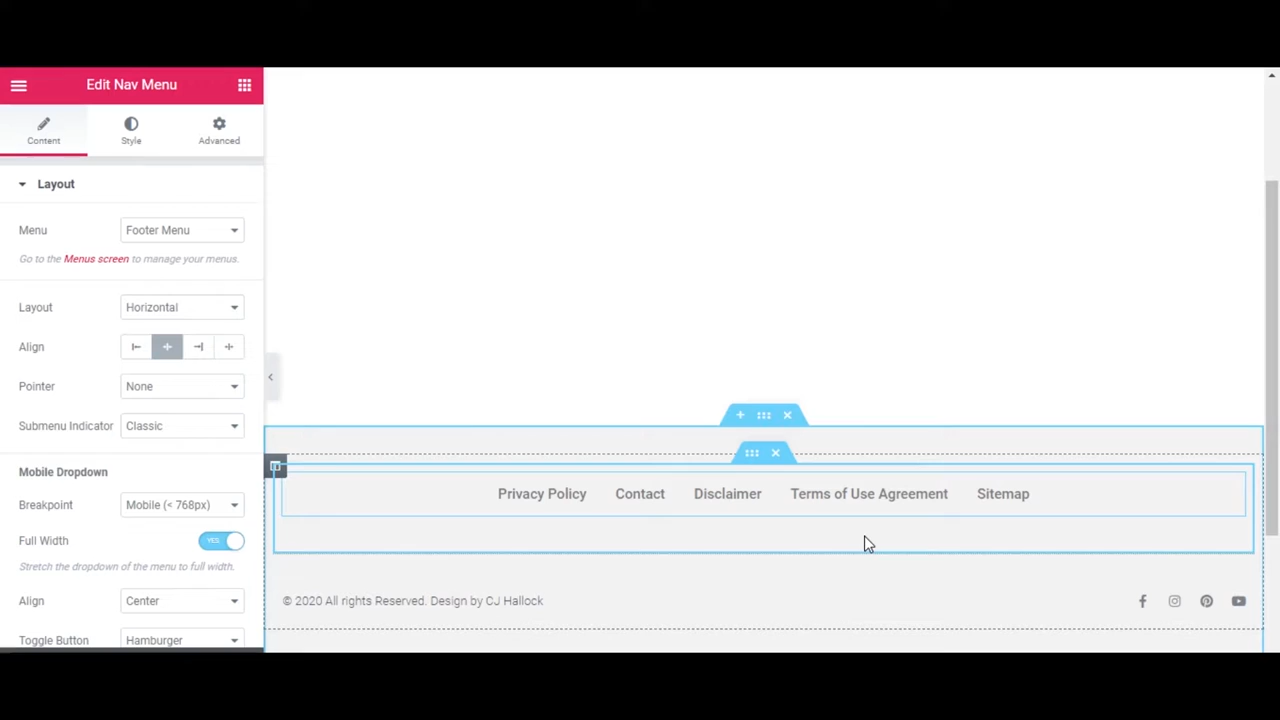 Edit Nav Menu
Content
Style
Advanced
Layout
Menu
Footer Menu
Go to the Menus screen to manage your menus.
Layout
Horizontal
Align
Pointer
None
Submenu Indicator
Classic
Mobile Dropdown
Breakpoint
Mobile (< 768px)
Full Width
YES
Stretch the dropdown of the menu to full width.
Align
Center
Toggle Button
Hamburger
Privacy Policy
Contact
Disclaimer
Terms of Use Agreement
Sitemap
© 2020 All rights Reserved. Design by CJ Hallock